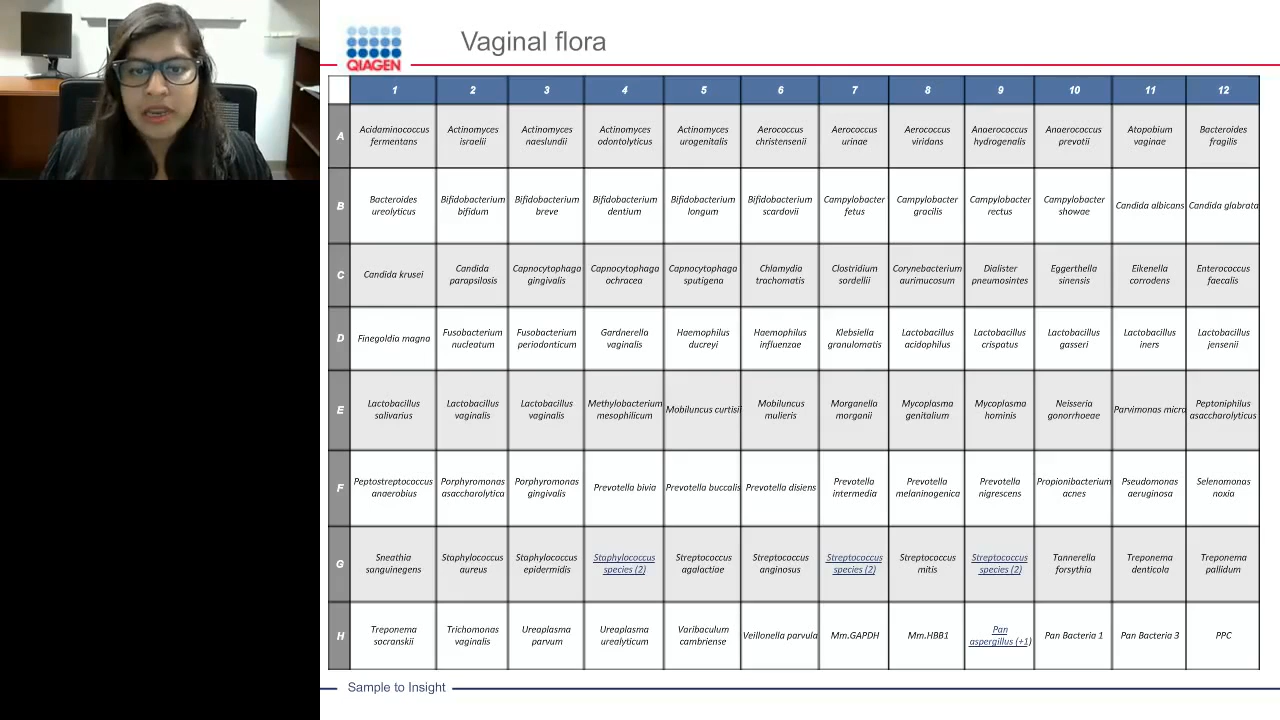 Vaginal flora
QIAGEN
1 2 3 4 5 6 7 8 9 10 11 12
A
Acidaminococcus fermentans
Actinomyces israelii
Actinomyces naeslundii
Actinomyces odontolyticus
Actinomyces urogenitalis
Aerococcus christensenii
Aerococcus urinae
Aerococcus viridans
Anaerococcus hydrogenalis
Anaerococcus prevotii
Atopobium vaginae
Bacteroides fragilis
B
Bacteroides ureolyticus
Bifidobacterium bifidum
Bifidobacterium breve
Bifidobacterium dentium
Bifidobacterium longum
Bifidobacterium scardovii
Campylobacter fetus
Campylobacter gracilis
Campylobacter rectus
Campylobacter showae
Candida albicans
Candida glabrata
C
Candida krusei
Candida parapsilosis
Capnocytophaga gingivalis
Capnocytophaga ochracea
Capnocytophaga sputigena
Chlamydia trachomatis
Clostridium sordellii
Corynebacterium aurimucosum
Dialister pneumosintes
Eggerthella sinensis
Eikenella corrodens
Enterococcus faecalis
D
Finegoldia magna
Fusobacterium nucleatum
Fusobacterium periodonticum
Gardnerella vaginalis
Haemophilus ducreyi
Haemophilus influenzae
Klebsiella granulomatis
Lactobacillus acidophilus
Lactobacillus crispatus
Lactobacillus gasseri
Lactobacillus iners
Lactobacillus jensenii
E
Lactobacillus salivarius
Lactobacillus vaginalis
Lactobacillus vaginalis
Methylobacterium mesophilicum
Mobiluncus curtisii
Mobiluncus mulieris
Morganella morganii
Mycoplasma genitalium
Mycoplasma hominis
Neisseria gonorrhoeae
Parvimonas micra
Peptoniphilus asaccharolyticus
F
Peptostreptococcus anaerobius
Porphyromonas asaccharolytica
Porphyromonas gingivalis
Prevotella bivia
Prevotella buccalis
Prevotella disiens
Prevotella intermedia
Prevotella melaninogenica
Prevotella nigrescens
Propionibacterium acnes
Pseudomonas aeruginosa
Selenomonas noxia
G
Sneathia sanguinegens
Staphylococcus aureus
Staphylococcus epidermidis
Staphylococcus species (2)
Streptococcus agalactiae
Streptococcus anginosus
Streptococcus species (2)
Streptococcus mitis
Streptococcus species (2)
Tannerella forsythia
Treponema denticola
Treponema pallidum
H
Treponema socranskii
Trichomonas vaginalis
Ureaplasma parvum
Ureaplasma urealyticum
Varibaculum cambriense
Veillonella parvula
Mm.GAPDH
Mm.HBB1
Pan aspergillus (+1)
Pan Bacteria 1
Pan Bacteria 3
PPC
Sample to Insight